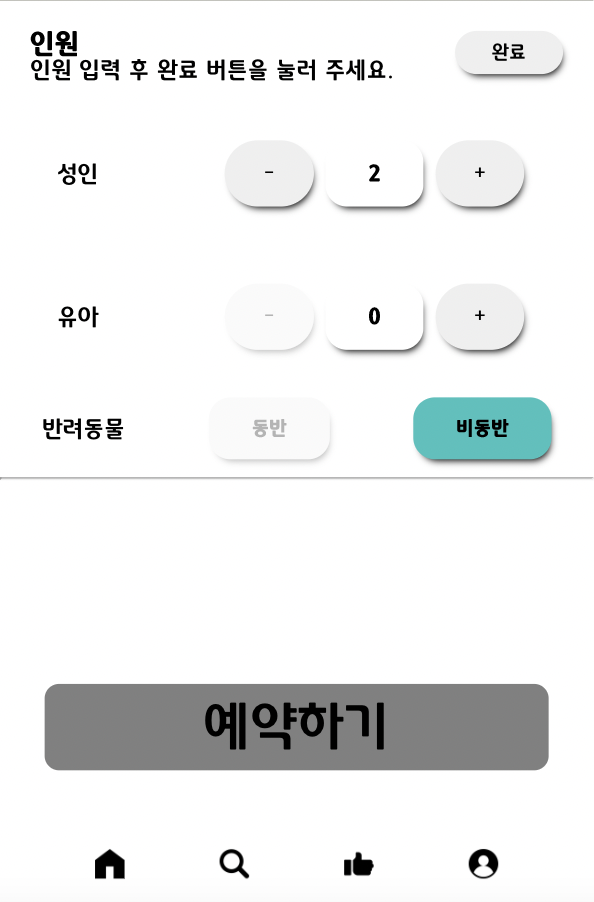 인원
인원 입력 후 완료 버튼을 눌러 주세요.
완료
성인 - 2 +
유아 - 0 +
반려동물 동반 비동반
예약하기